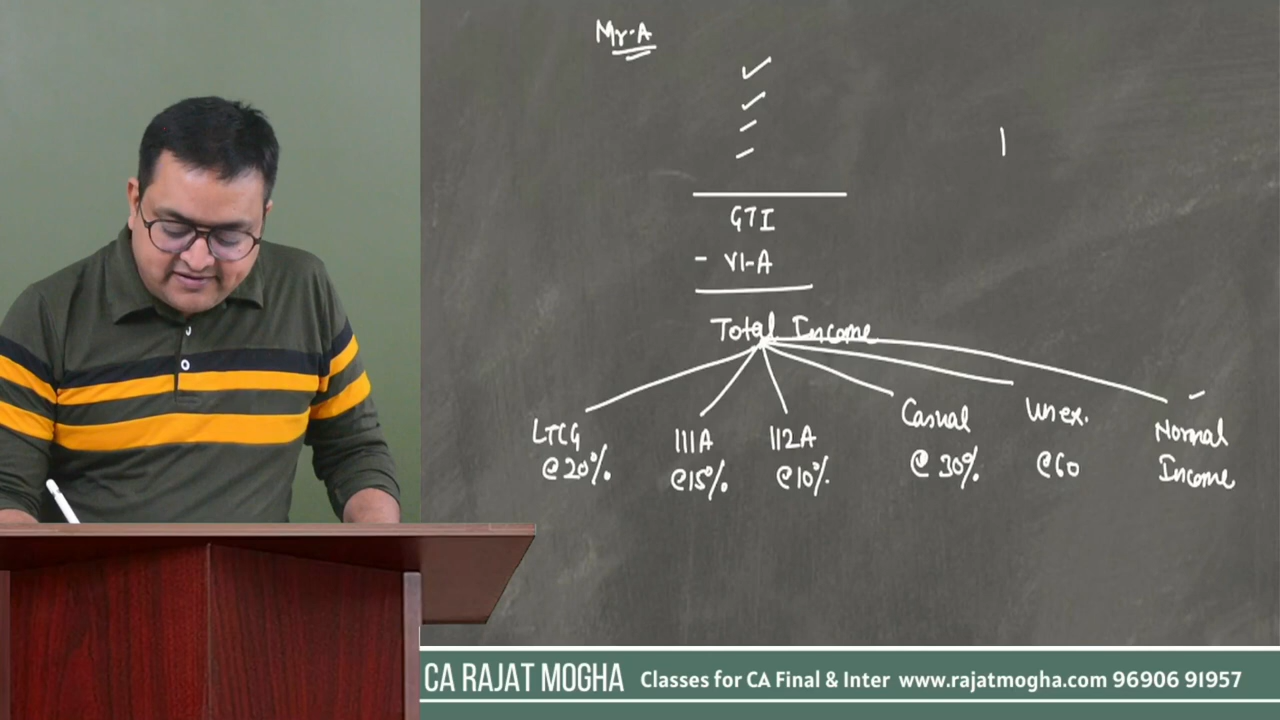 Mr. A
GTI
- VI-A
Total Income
LTCG
@20%
111A
@15%
112A
@10%
Casual
@ 30%
Unex.
@60
Normal
Income
CA RAJAT MOGHA Classes for CA Final & Inter www.rajatmogha.com 96906 91957